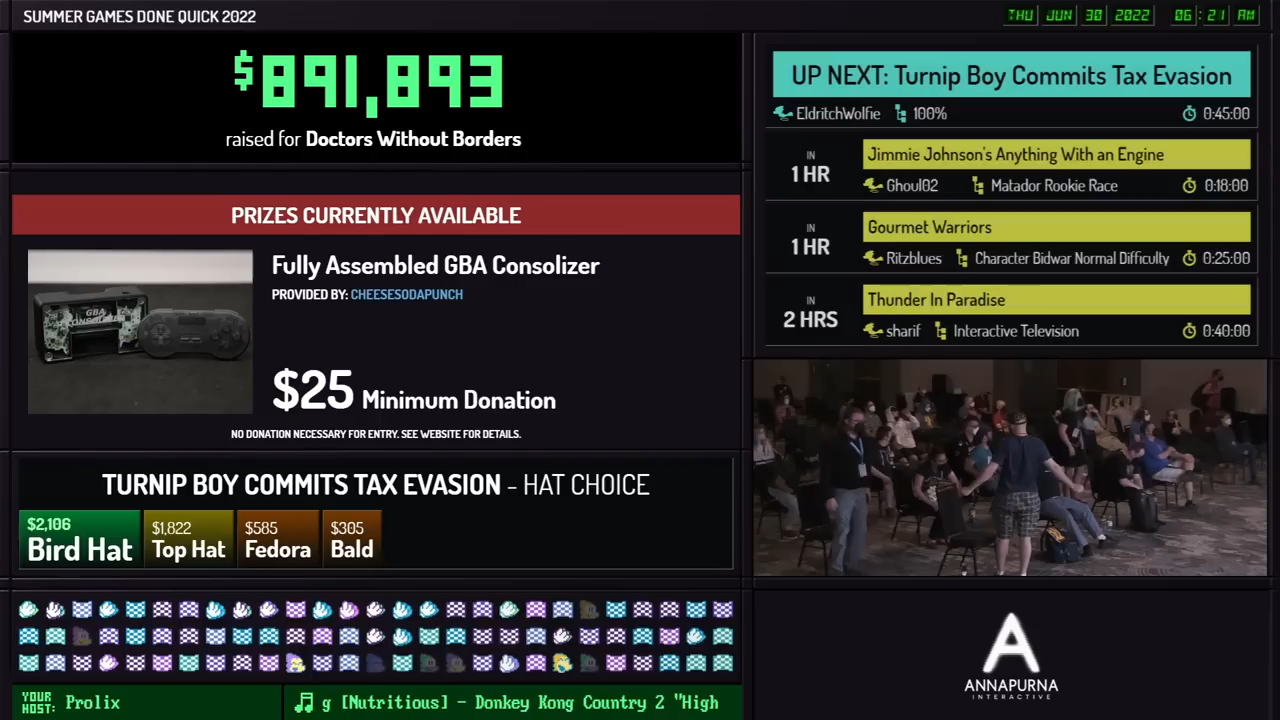 SUMMER GAMES DONE QUICK 2022
THU JUN 30 2022 06:21 AM
$891,893
raised for Doctors Without Borders
PRIZES CURRENTLY AVAILABLE
GBA
CONSOLIZER
Fully Assembled GBA Consolizer
PROVIDED BY: CHEESESODAPUNCH
$25 Minimum Donation
NO DONATION NECESSARY FOR ENTRY. SEE WEBSITE FOR DETAILS.
TURNIP BOY COMMITS TAX EVASION - HAT CHOICE
$2,106
Bird Hat
$1,822
Top Hat
$585
Fedora
$305
Bald
YOUR HOST: Prolix
g [Nutritious] - Donkey Kong Country 2 "High
UP NEXT: Turnip Boy Commits Tax Evasion
EldritchWolfie 100% 0:45:00
IN
1 HR
Jimmie Johnson's Anything With an Engine
Ghoul02 Matador Rookie Race 0:18:00
IN
1 HR
Gourmet Warriors
Ritzblues Character Bidwar Normal Difficulty 0:25:00
IN
2 HRS
Thunder In Paradise
sharif Interactive Television 0:40:00
A
ANNAPURNA
INTERACTIVE